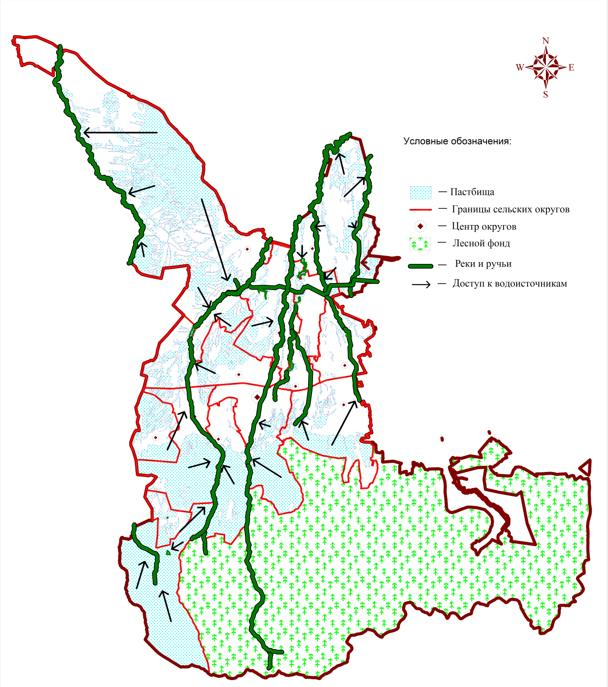 N
W E
S
Условные обозначения:
— Пастбища
— Границы сельских округов
— Центр округов
— Лесной фонд
— Реки и ручьи
— Доступ к водоисточникам